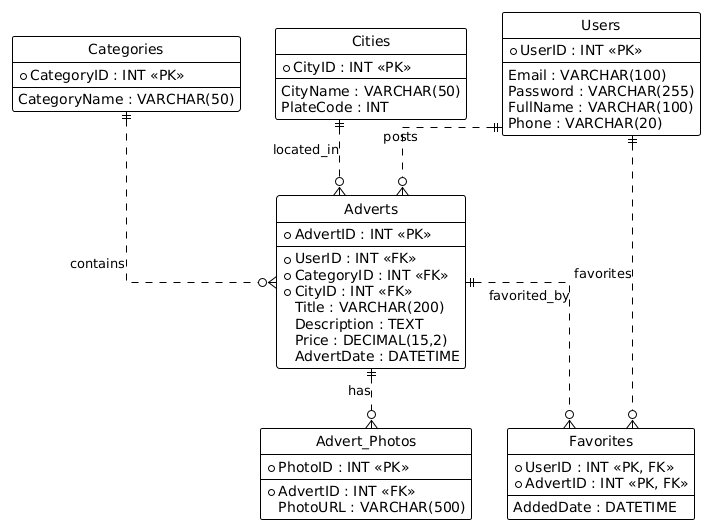 Categories
CategoryID : INT «PK»
CategoryName : VARCHAR(50)
Cities
CityID : INT «PK»
CityName : VARCHAR(50)
PlateCode : INT
Users
UserID : INT «PK»
Email : VARCHAR(100)
Password : VARCHAR(255)
FullName : VARCHAR(100)
Phone : VARCHAR(20)
located_in
posts
contains
Adverts
AdvertID : INT «PK»
UserID : INT «FK»
CategoryID : INT «FK»
CityID : INT «FK»
Title : VARCHAR(200)
Description : TEXT
Price : DECIMAL(15,2)
AdvertDate : DATETIME
favorites
favorited_by
has
Advert_Photos
PhotoID : INT «PK»
AdvertID : INT «FK»
PhotoURL : VARCHAR(500)
Favorites
UserID : INT «PK, FK»
AdvertID : INT «PK, FK»
AddedDate : DATETIME